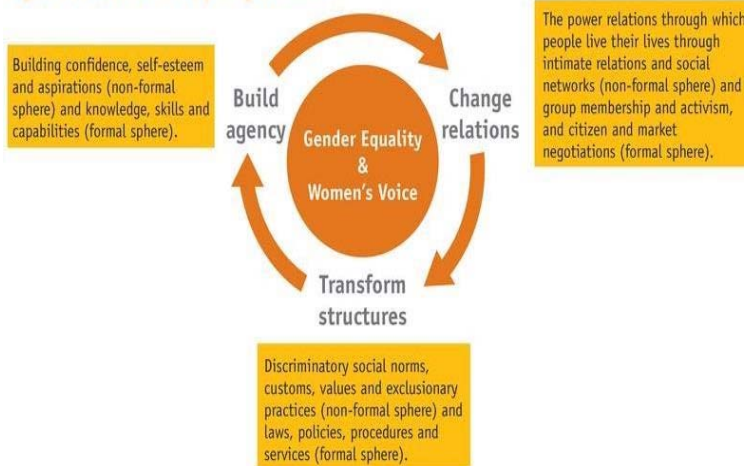 Building confidence, self-esteem
and aspirations (non-formal
sphere) and knowledge, skills and
capabilities (formal sphere).
Build
agency
Gender Equality
&
Women's Voice
Change
relations
The power relations through which
people live their lives through
intimate relations and social
networks (non-formal sphere) and
group membership and activism,
and citizen and market
negotiations (formal sphere).
Transform
structures
Discriminatory social norms,
customs, values and exclusionary
practices (non-formal sphere) and
laws, policies, procedures and
services (formal sphere).